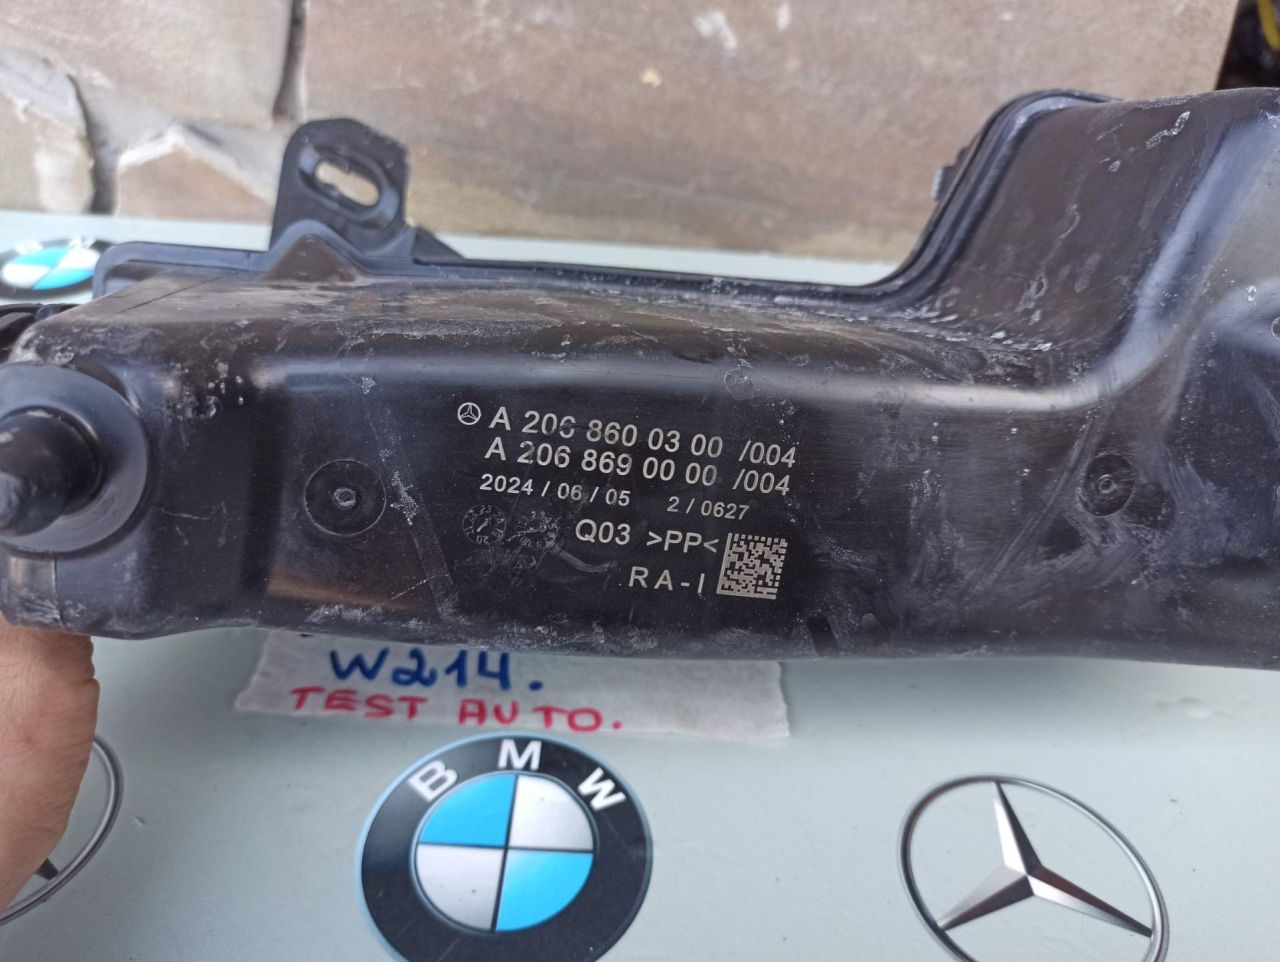 A 206 860 03 00 /004
A 206 869 00 00 /004
2024 / 06 / 05 2 / 0627
Q03 >PP<
RA-I
W214.
TEST AUTO.
BMW